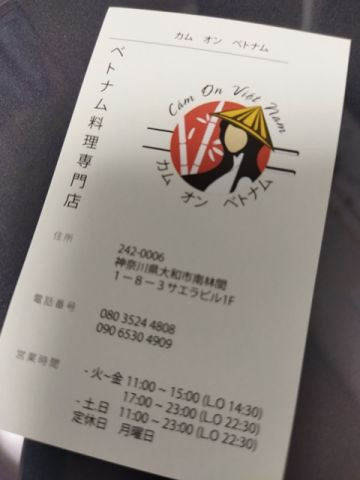 カム オン ベトナム
ベトナム料理専門店
Cảm Ơn Việt Nam
カム オン ベトナム
住所
242-0006
神奈川県大和市南林間
1-8-3サエラビル1F
電話番号
080 3524 4808
090 6530 4909
営業時間
- 火~金 11:00 ~ 15:00 (L.O 14:30)
17:00 ~ 23:00 (L.O 22:30)
- 土.日 11:00 ~ 23:00 (L.O 22:30)
定休日 月曜日